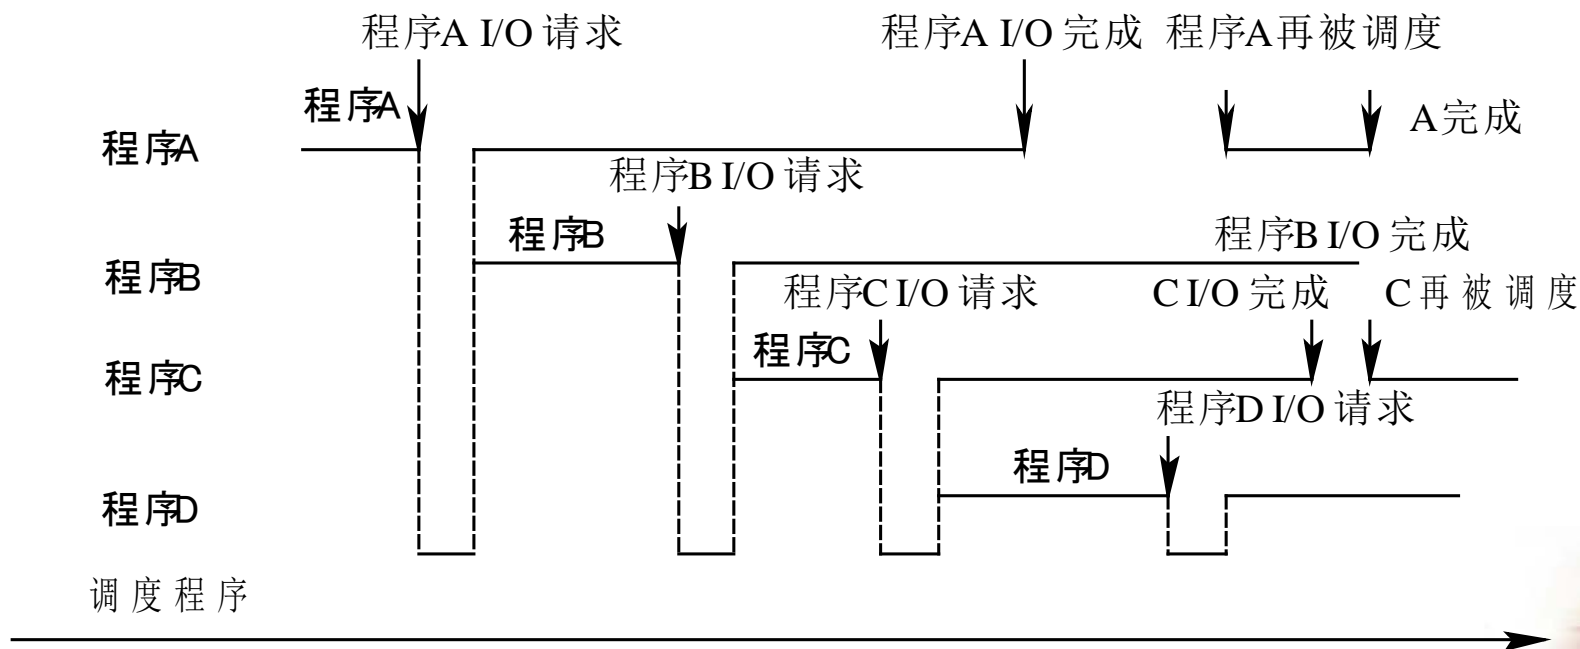 程序A I/O 请求
程序A I/O 完成
程序A再被调度
程序A
A完成
程序A
程序B I/O 请求
程序B
程序B I/O 完成
程序B
程序C I/O 请求
C I/O 完成
C再被调度
程序C
程序C
程序D I/O 请求
程序D
程序D
调度程序